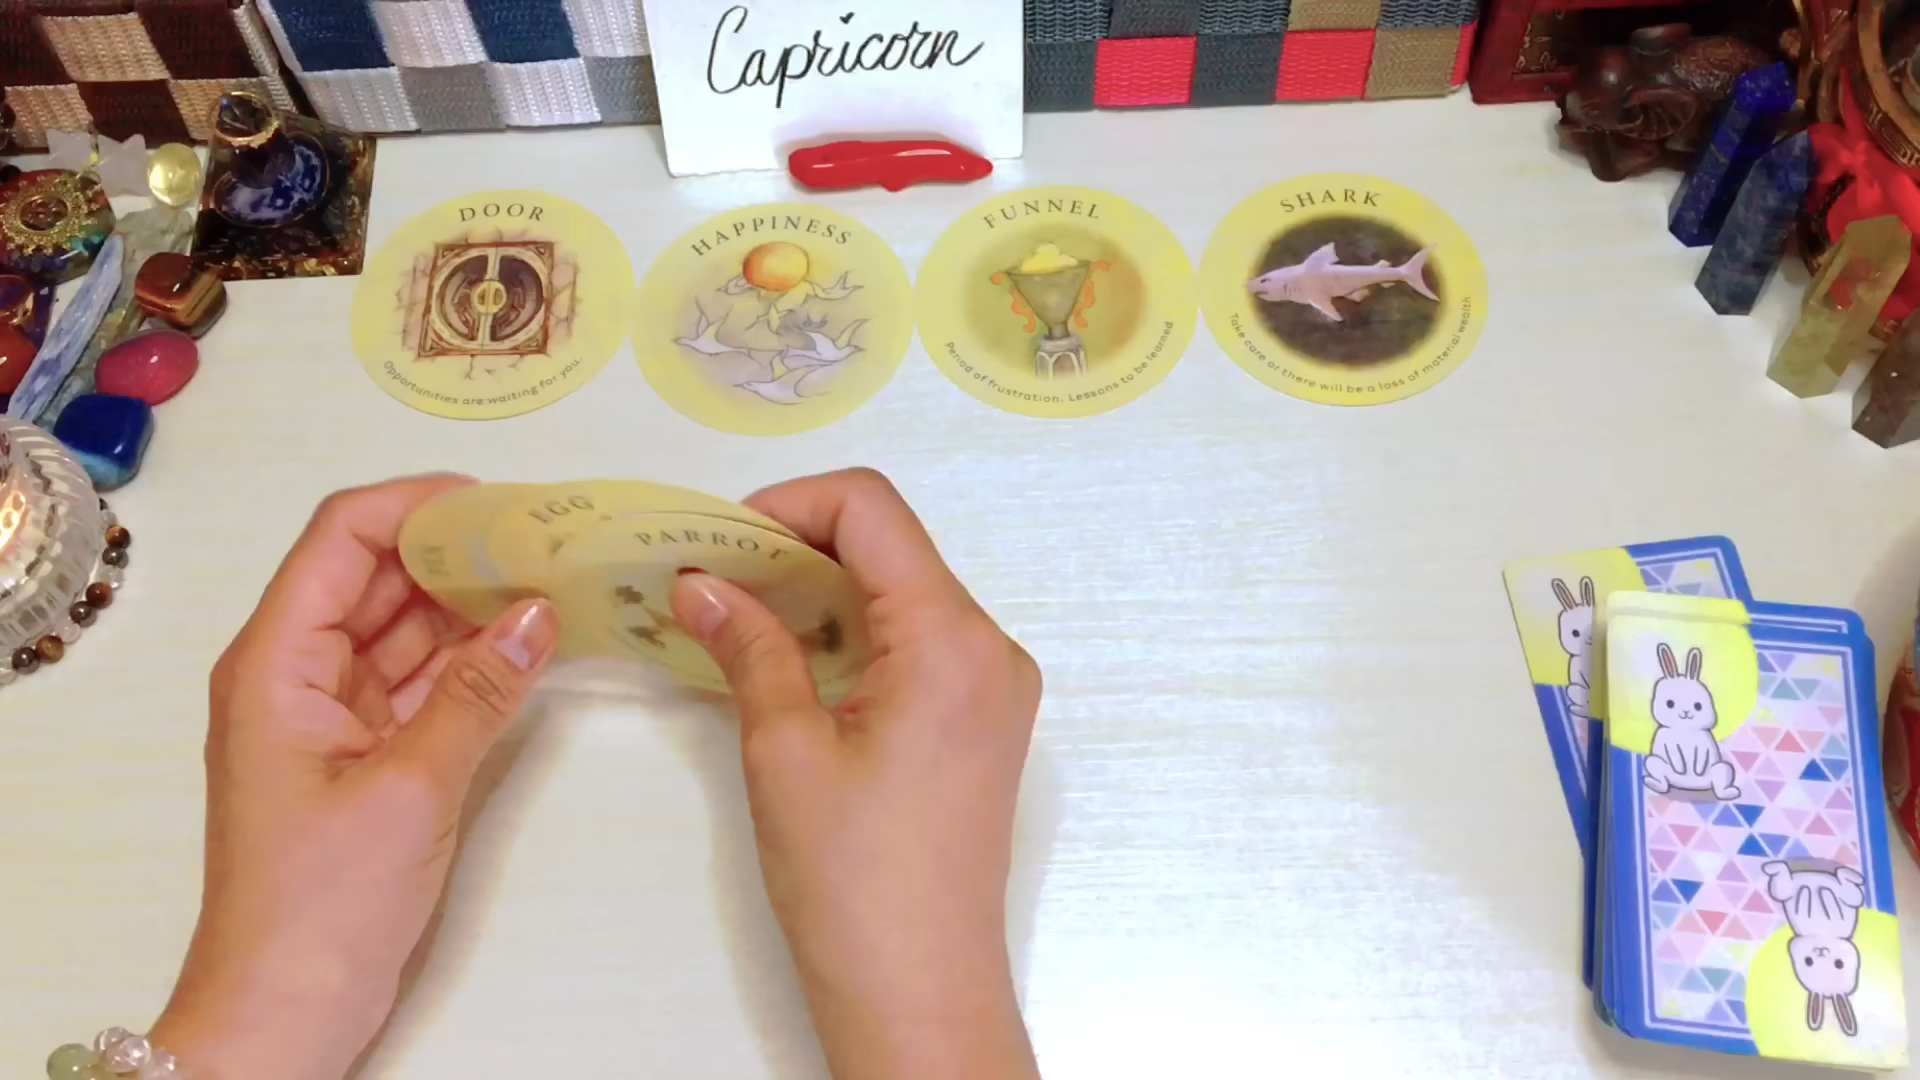 Capricorn
DOOR
Opportunities are waiting for you.
HAPPINESS
FUNNEL
Period of frustration. Lessons to be learned
SHARK
Take care or there will be a loss of material wealth
EGG
PARROT